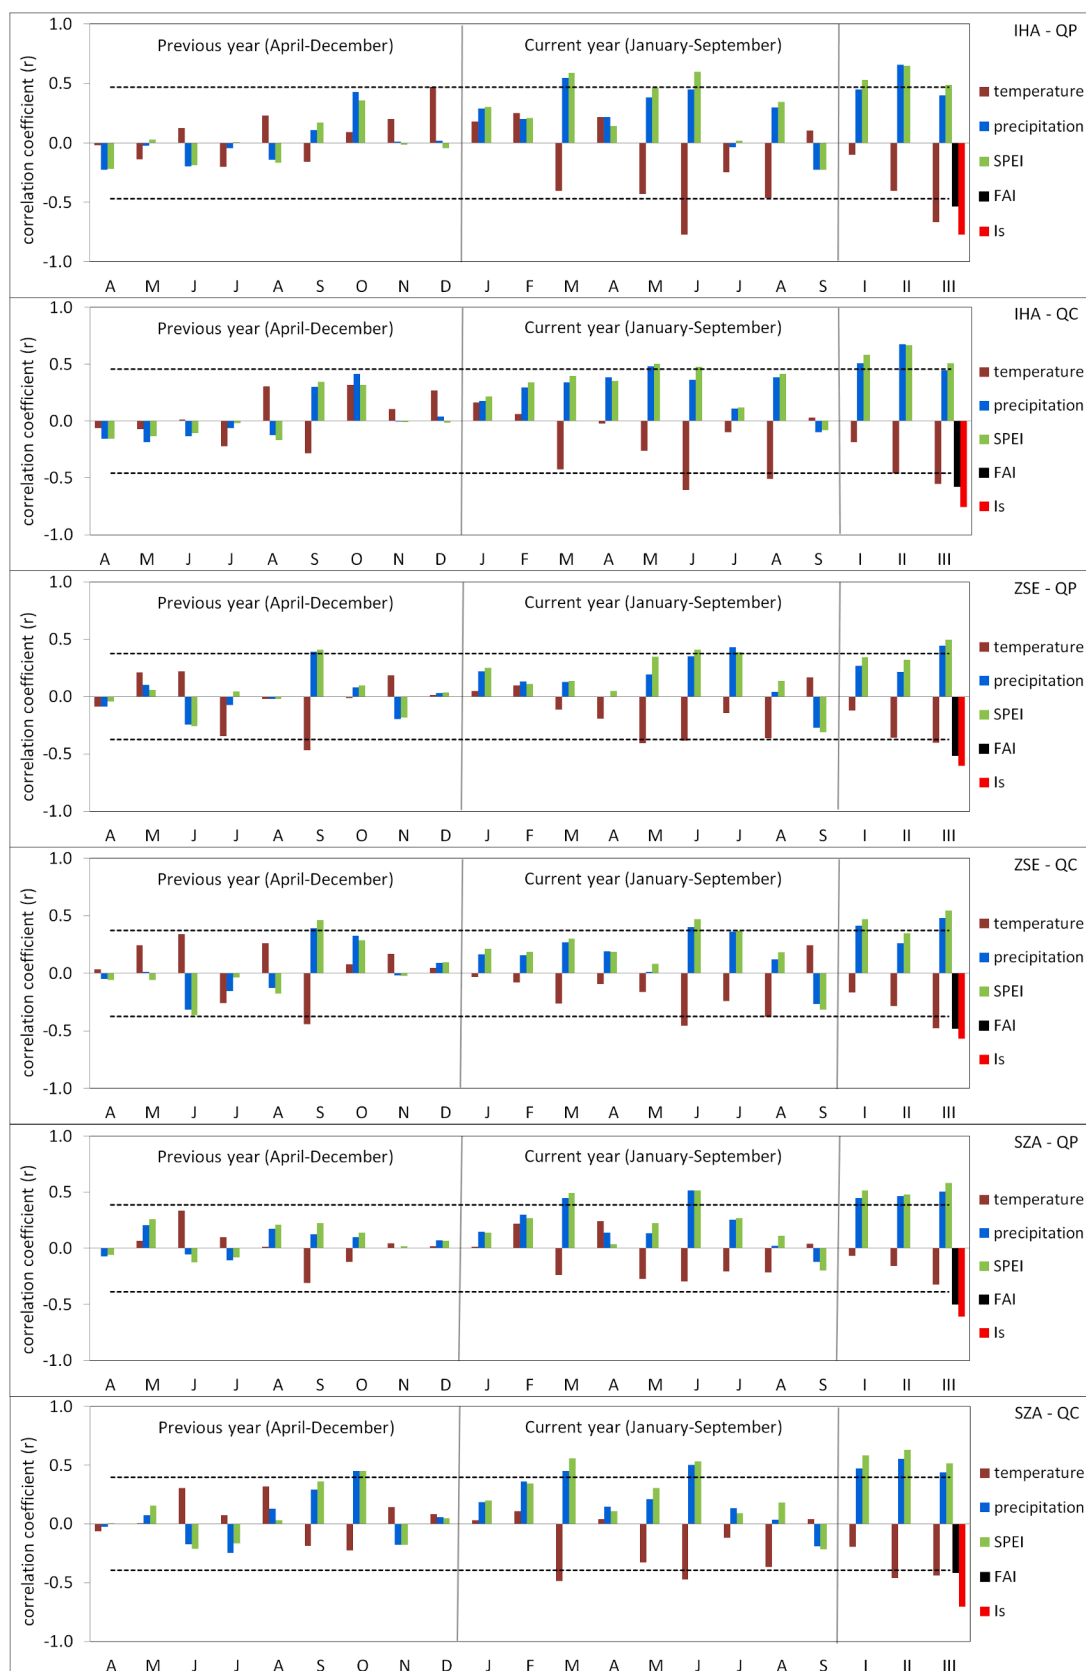 IHA - QP
Previous year (April-December) Current year (January-September)
correlation coefficient (r)
1.0
0.5
0.0
-0.5
-1.0
temperature
precipitation
SPEI
FAI
Is
A M J J A S O N D J F M A M J J A S I II III
IHA - QC
Previous year (April-December) Current year (January-September)
correlation coefficient (r)
1.0
0.5
0.0
-0.5
-1.0
temperature
precipitation
SPEI
FAI
Is
A M J J A S O N D J F M A M J J A S I II III
ZSE - QP
Previous year (April-December) Current year (January-September)
correlation coefficient (r)
1.0
0.5
0.0
-0.5
-1.0
temperature
precipitation
SPEI
FAI
Is
A M J J A S O N D J F M A M J J A S I II III
ZSE - QC
Previous year (April-December) Current year (January-September)
correlation coefficient (r)
1.0
0.5
0.0
-0.5
-1.0
temperature
precipitation
SPEI
FAI
Is
A M J J A S O N D J F M A M J J A S I II III
SZA - QP
Previous year (April-December) Current year (January-September)
correlation coefficient (r)
1.0
0.5
0.0
-0.5
-1.0
temperature
precipitation
SPEI
FAI
Is
A M J J A S O N D J F M A M J J A S I II III
SZA - QC
Previous year (April-December) Current year (January-September)
correlation coefficient (r)
1.0
0.5
0.0
-0.5
-1.0
temperature
precipitation
SPEI
FAI
Is
A M J J A S O N D J F M A M J J A S I II III